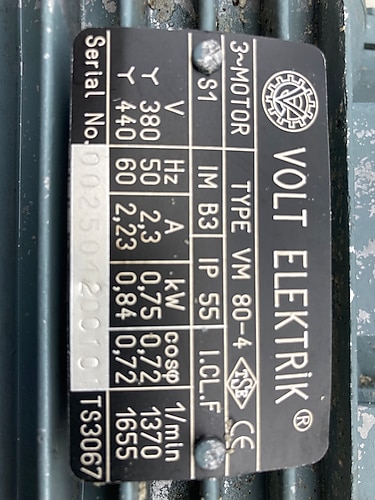 VOLT ELEKTRİK ®
3~MOTOR TYPE VM 80-4 TSE CE
S1 IM B3 IP 55 I.CL.F
V Hz A kW cosφ 1/min
Y 380 50 2,3 0,75 0,72 1370
Y 440 60 2,23 0,84 0,72 1655
Serial No. TS3067